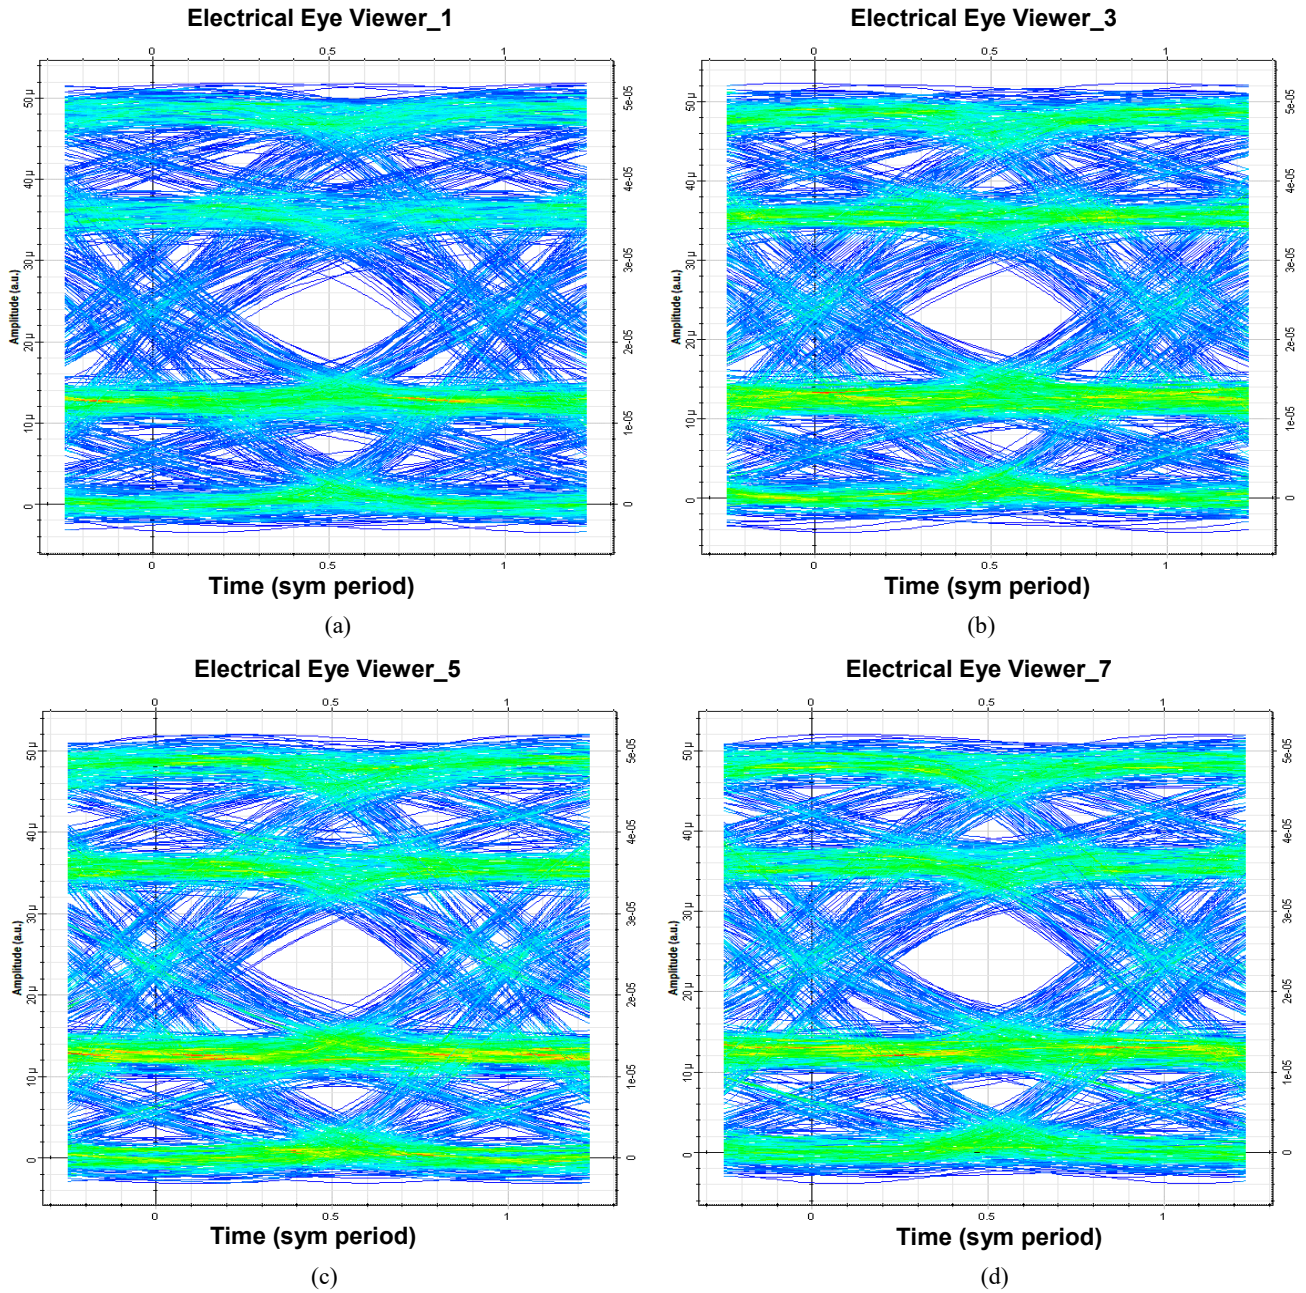 Electrical Eye Viewer_1
0 0.5 1
Amplitude (a.u.)
50 μ
40 μ
30 μ
20 μ
10 μ
0
5e-05
4e-05
3e-05
2e-05
1e-05
0
0 0.5 1
Time (sym period)
(a)
Electrical Eye Viewer_3
0 0.5 1
Amplitude (a.u.)
50 μ
40 μ
30 μ
20 μ
10 μ
0
5e-05
4e-05
3e-05
2e-05
1e-05
0
0 0.5 1
Time (sym period)
(b)
Electrical Eye Viewer_5
0 0.5 1
Amplitude (a.u.)
50 μ
40 μ
30 μ
20 μ
10 μ
0
5e-05
4e-05
3e-05
2e-05
1e-05
0
0 0.5 1
Time (sym period)
(c)
Electrical Eye Viewer_7
0 0.5 1
Amplitude (a.u.)
50 μ
40 μ
30 μ
20 μ
10 μ
0
5e-05
4e-05
3e-05
2e-05
1e-05
0
0 0.5 1
Time (sym period)
(d)